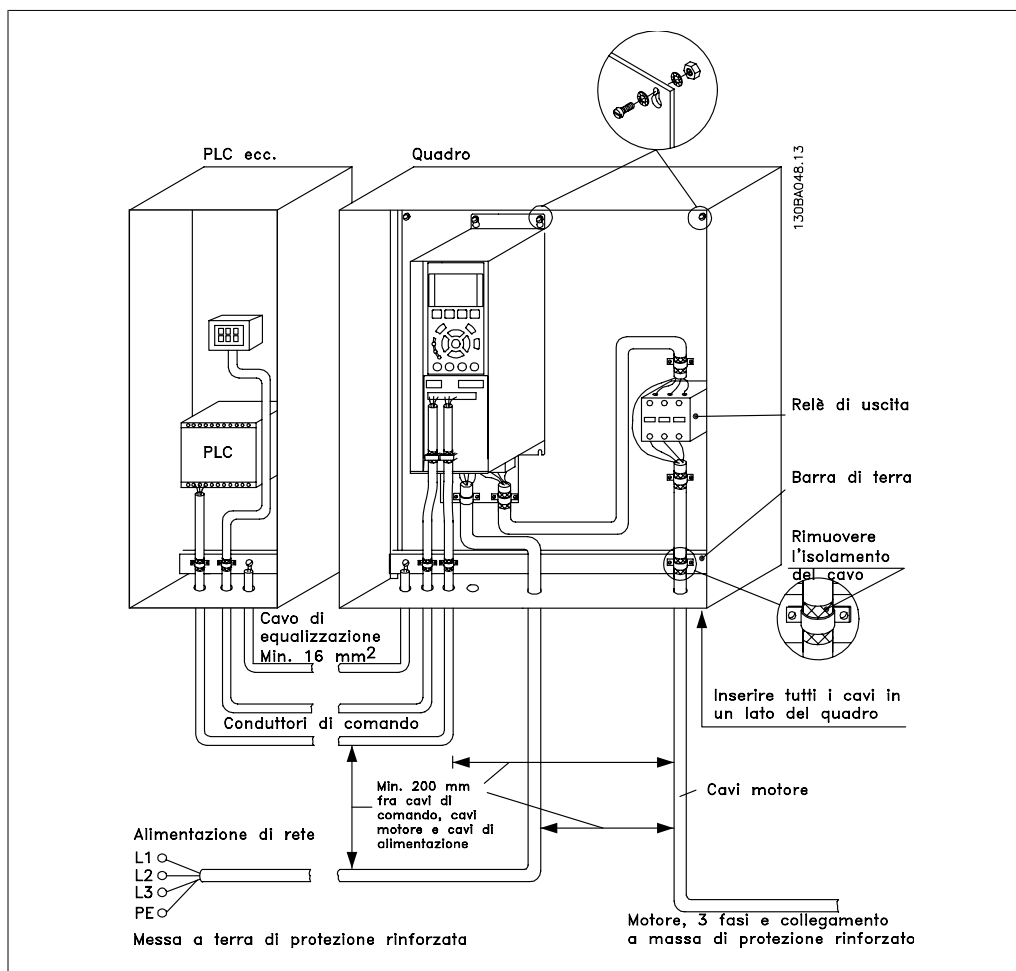 PLC ecc.
Quadro
130BA048.13
PLC
Relè di uscita
Barra di terra
Rimuovere
l'isolamento
del cavo
Cavo di
equalizzazione
Min. 16 mm2
Inserire tutti i cavi in
un lato del quadro
Conduttori di comando
Min. 200 mm
fra cavi di
comando, cavi
motore e cavi di
alimentazione
Cavi motore
Alimentazione di rete
L1
L2
L3
PE
Messa a terra di protezione rinforzata
Motore, 3 fasi e collegamento
a massa di protezione rinforzato